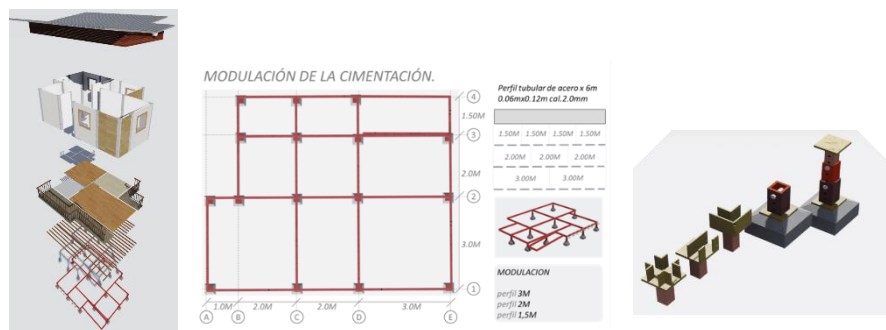 MODULACIÓN DE LA CIMENTACIÓN.
4
1.50M
3
2.0M
2
3.0M
1
1.0M 2.0M 2.0M 3.0M
A B C D E
Perfil tubular de acero x 6m
0.06mx0.12m cal.2.0mm
1.50M 1.50M 1.50M 1.50M
2.00M 2.00M 2.00M
3.00M 3.00M
MODULACION
perfil 3M
perfil 2M
perfil 1,5M